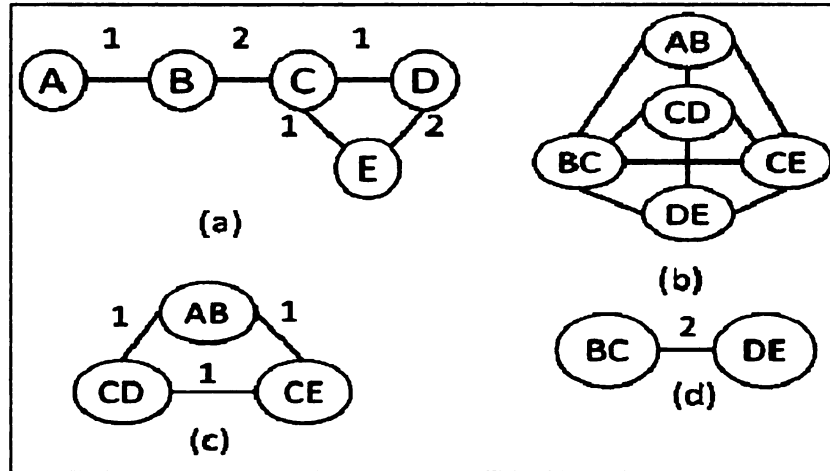 1 2 1
A B C D
1 2
E
(a)
AB
CD
BC CE
DE
(b)
1 AB 1
CD 1 CE
(c)
2
BC DE
(d)